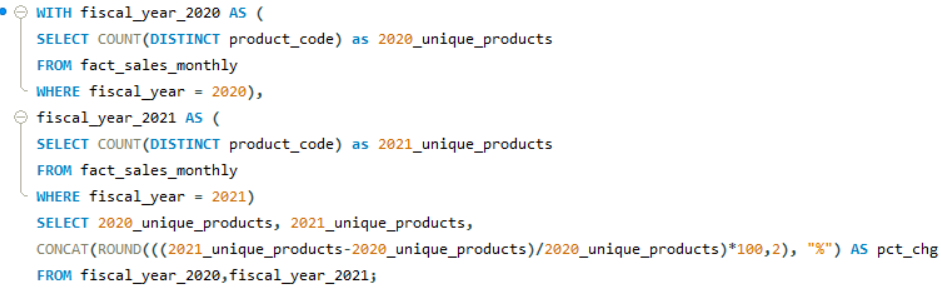 WITH fiscal_year_2020 AS (
SELECT COUNT(DISTINCT product_code) as 2020_unique_products
FROM fact_sales_monthly
WHERE fiscal_year = 2020),
fiscal_year_2021 AS (
SELECT COUNT(DISTINCT product_code) as 2021_unique_products
FROM fact_sales_monthly
WHERE fiscal_year = 2021)
SELECT 2020_unique_products, 2021_unique_products,
CONCAT(ROUND(((2021_unique_products-2020_unique_products)/2020_unique_products)*100,2), "%") AS pct_chg
FROM fiscal_year_2020,fiscal_year_2021;